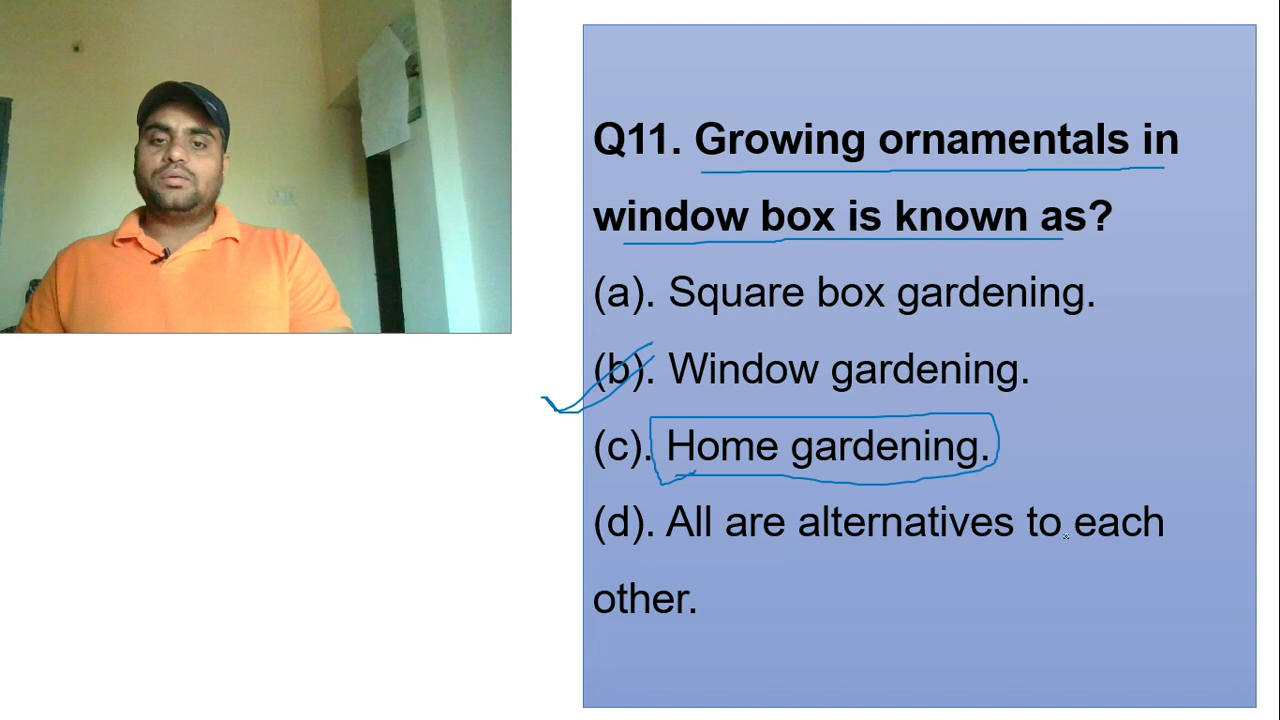 Q11. Growing ornamentals in
window box is known as?
(a). Square box gardening.
(b). Window gardening.
(c). Home gardening.
(d). All are alternatives to each
other.